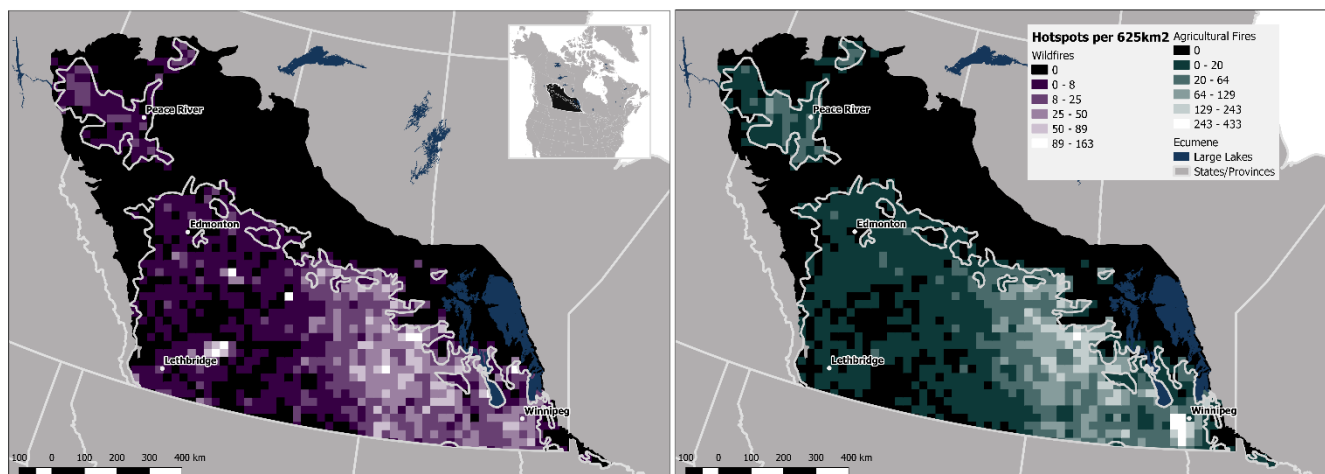 Peace River
Edmonton
Lethbridge
Winnipeg
100 0 100 200 300 400 km
Hotspots per 625km2
Wildfires
0
0 - 8
8 - 25
25 - 50
50 - 89
89 - 163
Agricultural Fires
0
0 - 20
20 - 64
64 - 129
129 - 243
243 - 433
Ecumene
Large Lakes
States/Provinces
Peace River
Edmonton
Lethbridge
Winnipeg
100 0 100 200 300 400 km